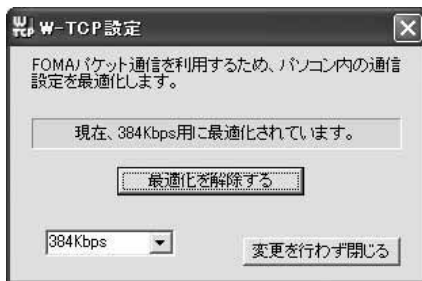 W-TCP W-TCP設定
FOMAパケット通信を利用するため、パソコン内の通信
設定を最適化します。
現在、384Kbps用に最適化されています。
最適化を解除する
384Kbps
変更を行わず閉じる